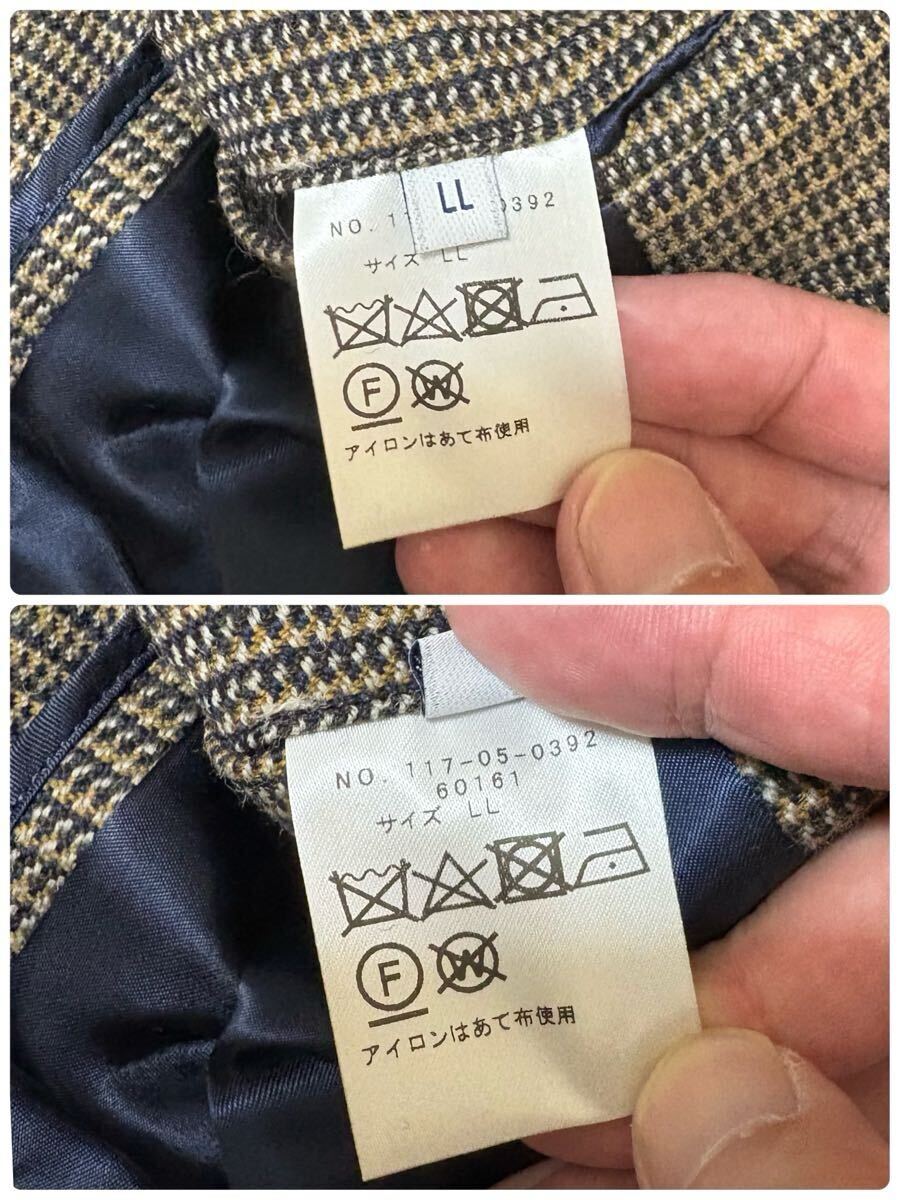 LL
NO. 11 0392
サイズ LL
F W
アイロンはあて布使用
NO. 117-05-0392
60161
サイズ LL
F W
アイロンはあて布使用